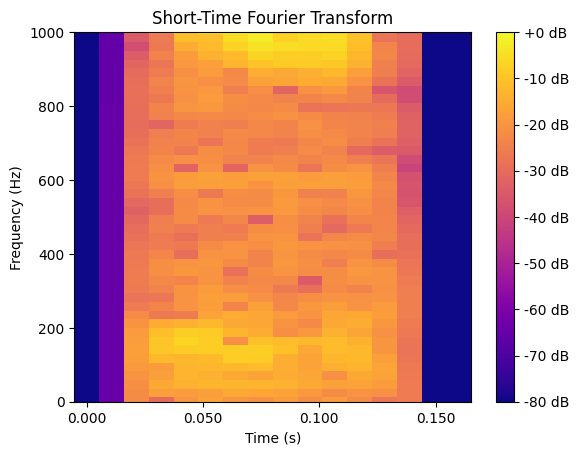 Short-Time Fourier Transform
1000
800
600
400
200
0
Frequency (Hz)
0.000
0.050
0.100
0.150
Time (s)
+0 dB
-10 dB
-20 dB
-30 dB
-40 dB
-50 dB
-60 dB
-70 dB
-80 dB